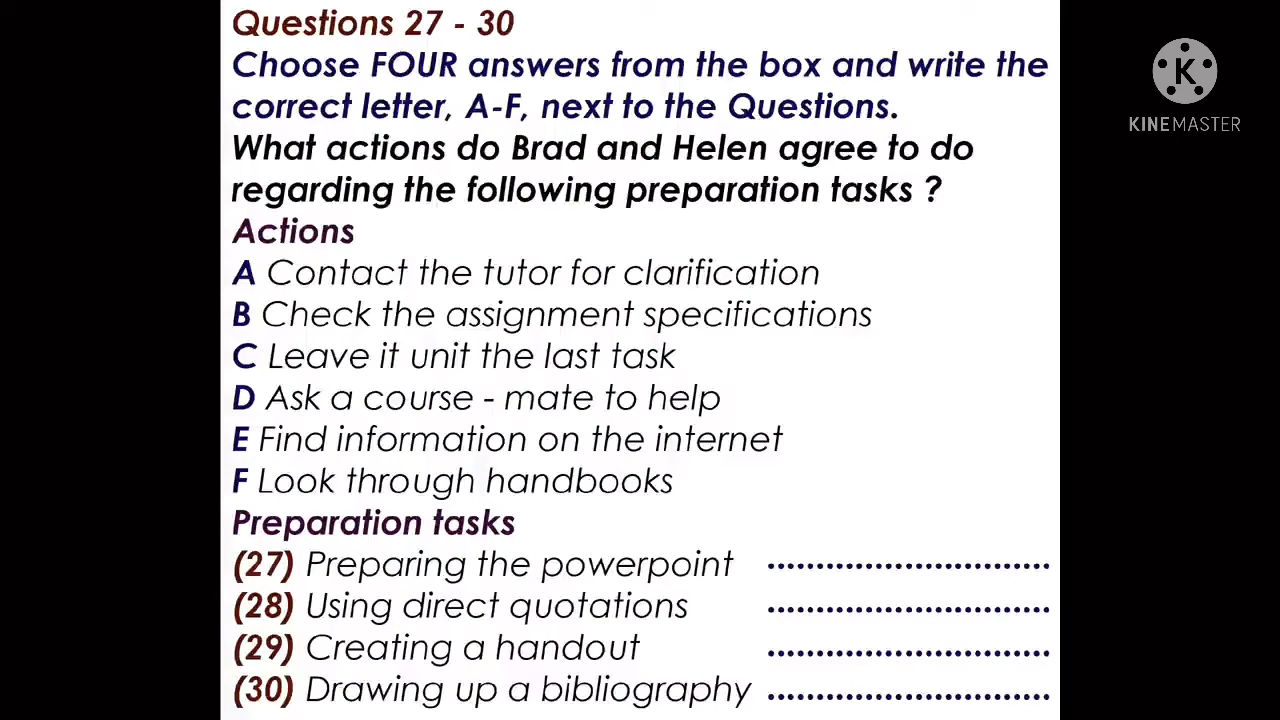 Questions 27 - 30
Choose FOUR answers from the box and write the
correct letter, A-F, next to the Questions.
What actions do Brad and Helen agree to do
regarding the following preparation tasks ?
Actions
A Contact the tutor for clarification
B Check the assignment specifications
C Leave it unit the last task
D Ask a course - mate to help
E Find information on the internet
F Look through handbooks
Preparation tasks
(27) Preparing the powerpoint ..............................
(28) Using direct quotations ..............................
(29) Creating a handout ..............................
(30) Drawing up a bibliography ..............................
K
KINEMASTER